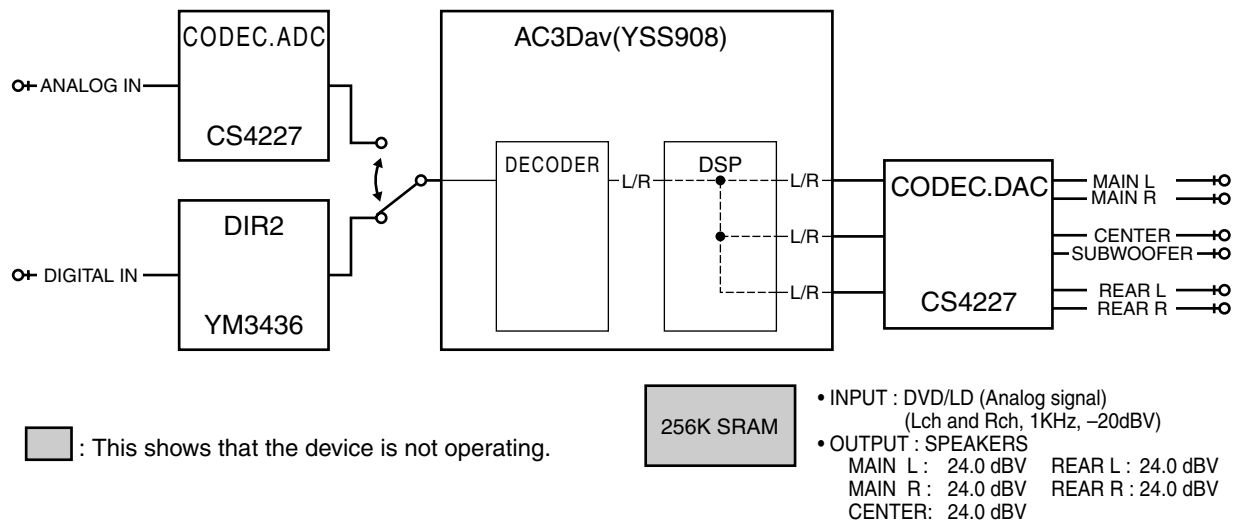 CODEC.ADC
CS4227
ANALOG IN
DIR2
YM3436
DIGITAL IN
AC3Dav(YSS908)
DECODER
L/R
DSP
L/R
L/R
L/R
CODEC.DAC
CS4227
MAIN L
MAIN R
CENTER
SUBWOOFER
REAR L
REAR R
: This shows that the device is not operating.
256K SRAM
• INPUT : DVD/LD (Analog signal)
(Lch and Rch, 1KHz, –20dBV)
• OUTPUT : SPEAKERS
MAIN L : 24.0 dBV REAR L : 24.0 dBV
MAIN R : 24.0 dBV REAR R : 24.0 dBV
CENTER: 24.0 dBV